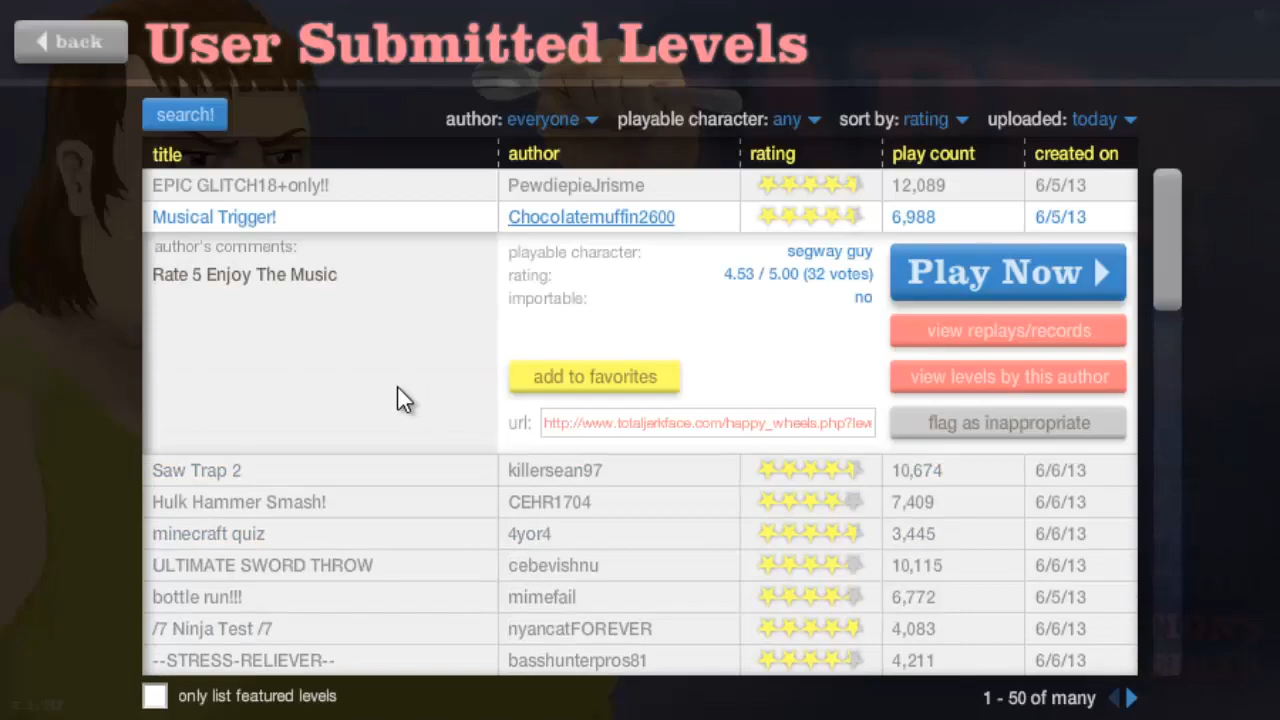 back
User Submitted Levels
search!
author: everyone playable character: any sort by: rating uploaded: today
title author rating play count created on
EPIC GLITCH18+only!! PewdiepieJrisme 12,089 6/5/13
Musical Trigger! Chocolatemuffin2600 6,988 6/5/13
author's comments:
Rate 5 Enjoy The Music
playable character: segway guy
rating: 4.53 / 5.00 (32 votes)
importable: no
Play Now
view replays/records
add to favorites
view levels by this author
url: http://www.totaljerkface.com/happy_wheels.php?lev
flag as inappropriate
Saw Trap 2 killersean97 10,674 6/6/13
Hulk Hammer Smash! CEHR1704 7,409 6/6/13
minecraft quiz 4yor4 3,445 6/6/13
ULTIMATE SWORD THROW cebevishnu 10,115 6/6/13
bottle run!!! mimefail 6,772 6/5/13
/7 Ninja Test /7 nyancatFOREVER 4,083 6/6/13
--STRESS-RELIEVER-- basshunterpros81 4,211 6/6/13
only list featured levels
1 - 50 of many